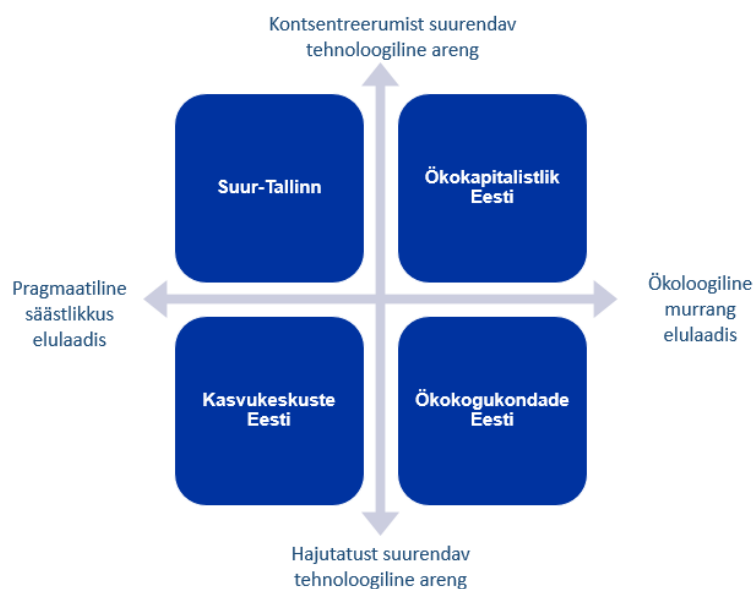 Kontsentreerumist suurendav
tehnoloogiline areng
Suur-Tallinn
Ökokapitalistlik
Eesti
Pragmaatiline
säästlikkus
elulaadis
Ökoloogiline
murrang
elulaadis
Kasvukeskuste
Eesti
Ökokogukondade
Eesti
Hajutatust suurendav
tehnoloogiline areng